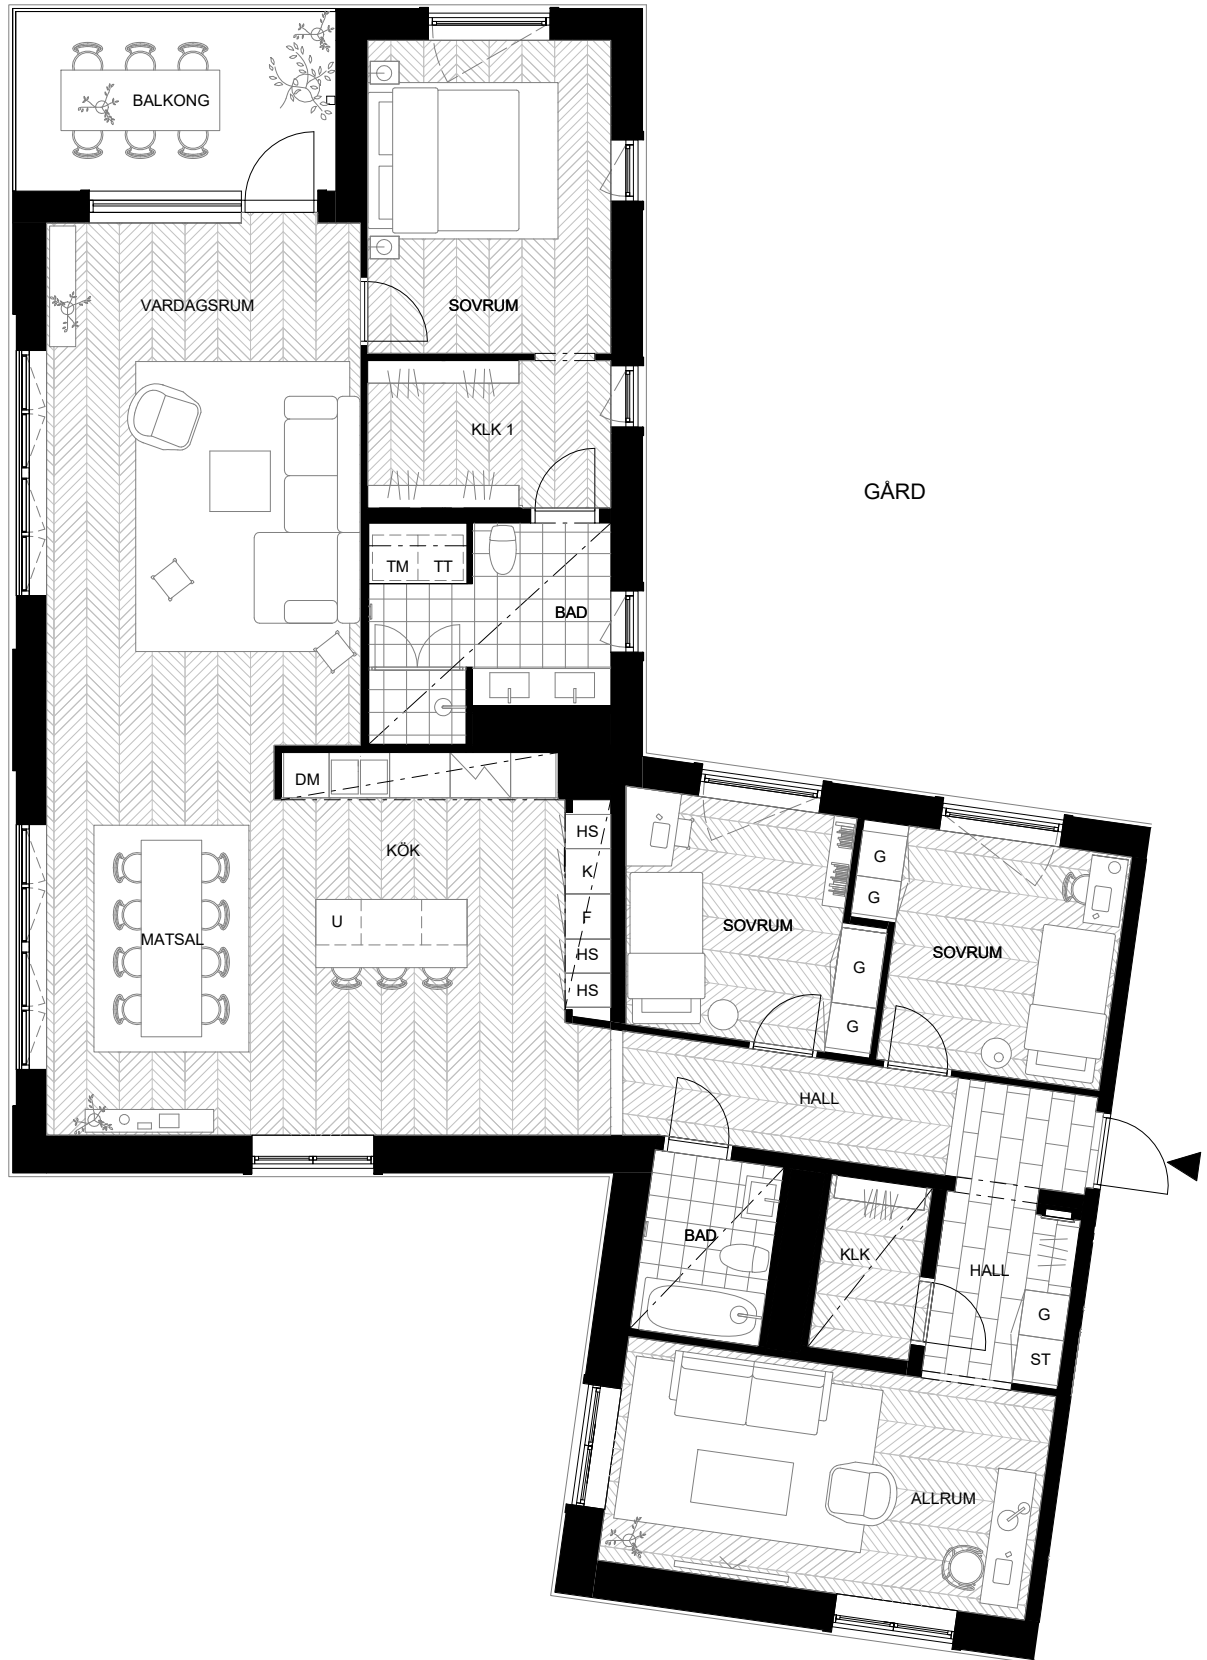 BALKONG
VARDAGSRUM
SOVRUM
KLK 1
GÅRD
TM
TT
BAD
DM
KÖK
HS
K
F
HS
HS
U
MATSAL
G
G
SOVRUM
SOVRUM
G
G
HALL
BAD
KLK
HALL
G
ST
ALLRUM